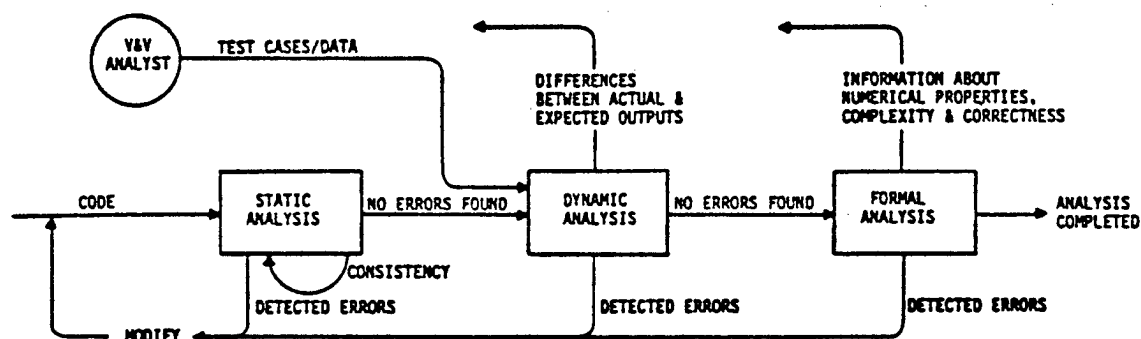 V&V
ANALYST
TEST CASES/DATA
DIFFERENCES
BETWEEN ACTUAL &
EXPECTED OUTPUTS
INFORMATION ABOUT
NUMERICAL PROPERTIES,
COMPLEXITY & CORRECTNESS
CODE
STATIC
ANALYSIS
NO ERRORS FOUND
DYNAMIC
ANALYSIS
NO ERRORS FOUND
FORMAL
ANALYSIS
ANALYSIS
COMPLETED
CONSISTENCY
DETECTED ERRORS
DETECTED ERRORS
DETECTED ERRORS
MODIFY